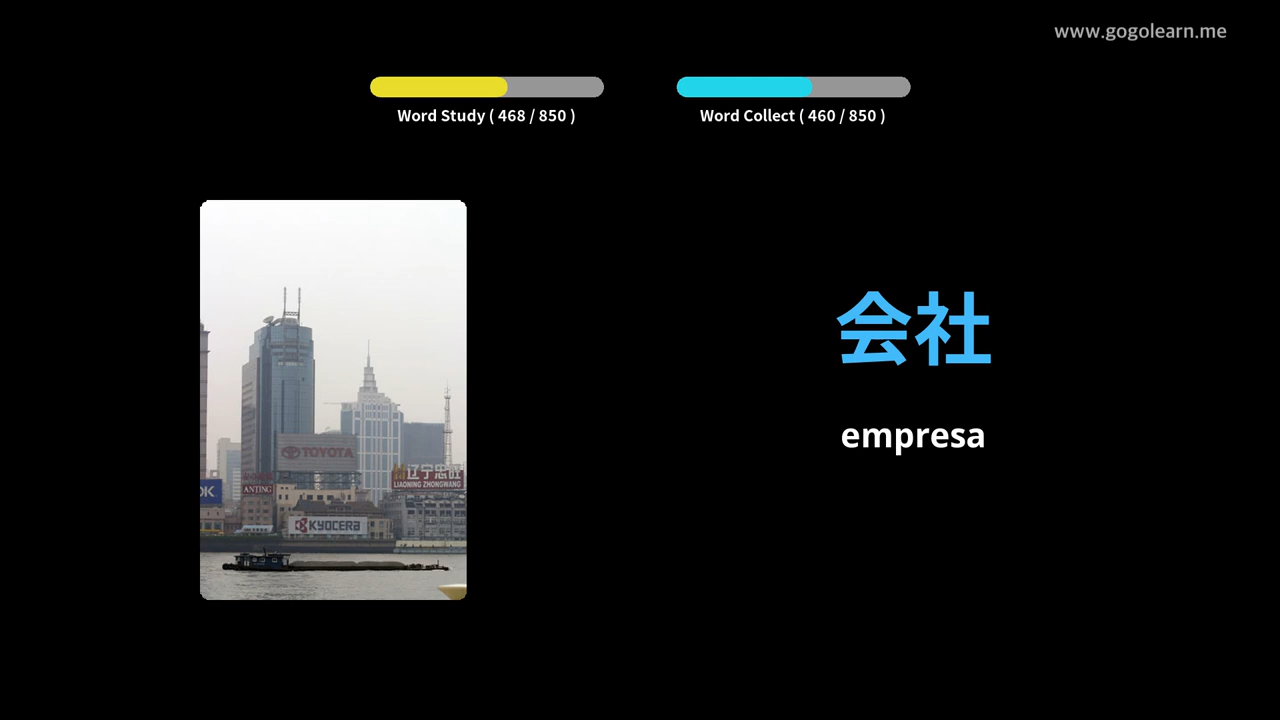 www.gogolearn.me
Word Study ( 468 / 850 )
Word Collect ( 460 / 850 )
会社
empresa
TOYOTA
辽宁忠旺
LIAONING ZHONGWANG
ANTING
OK
KYOCERA